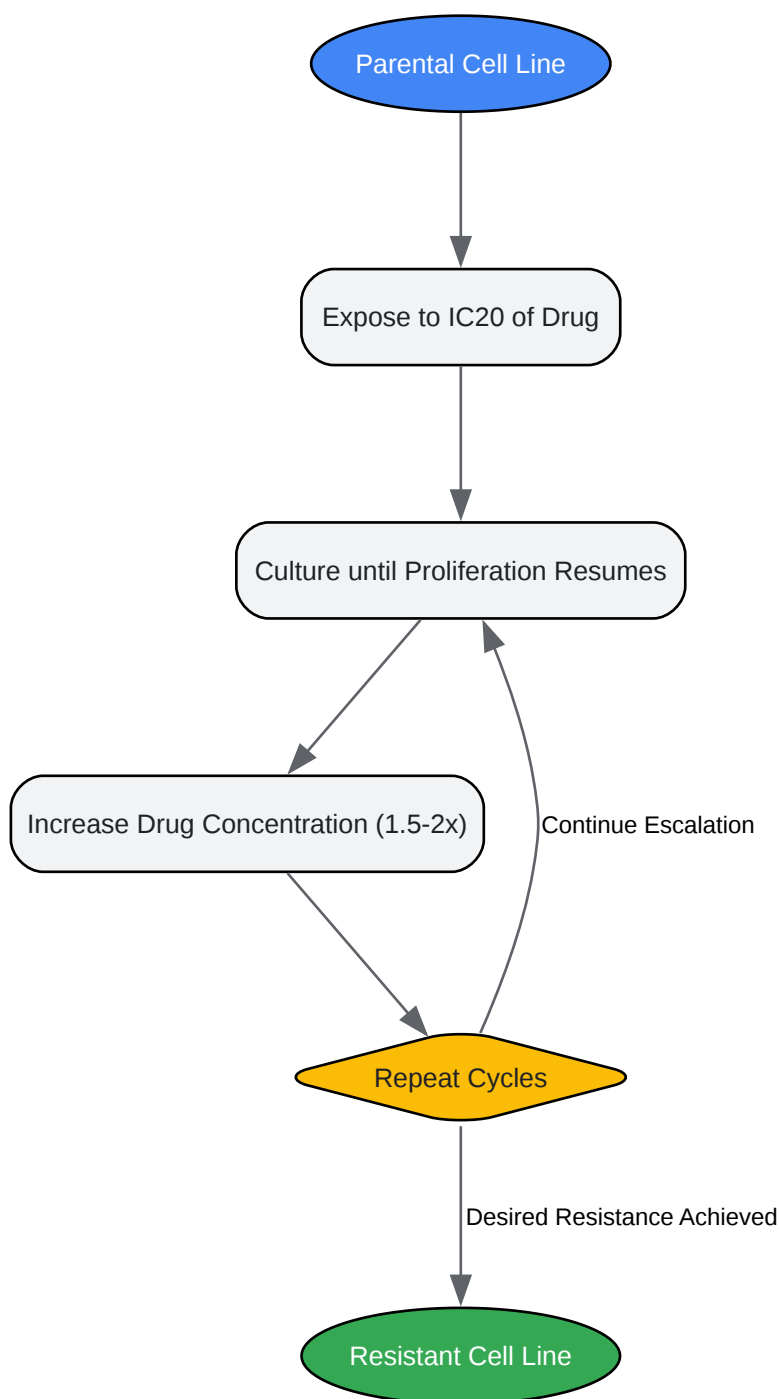 Parental Cell Line
Expose to IC20 of Drug
Culture until Proliferation Resumes
Increase Drug Concentration (1.5-2x)
Continue Escalation
Repeat Cycles
Desired Resistance Achieved
Resistant Cell Line